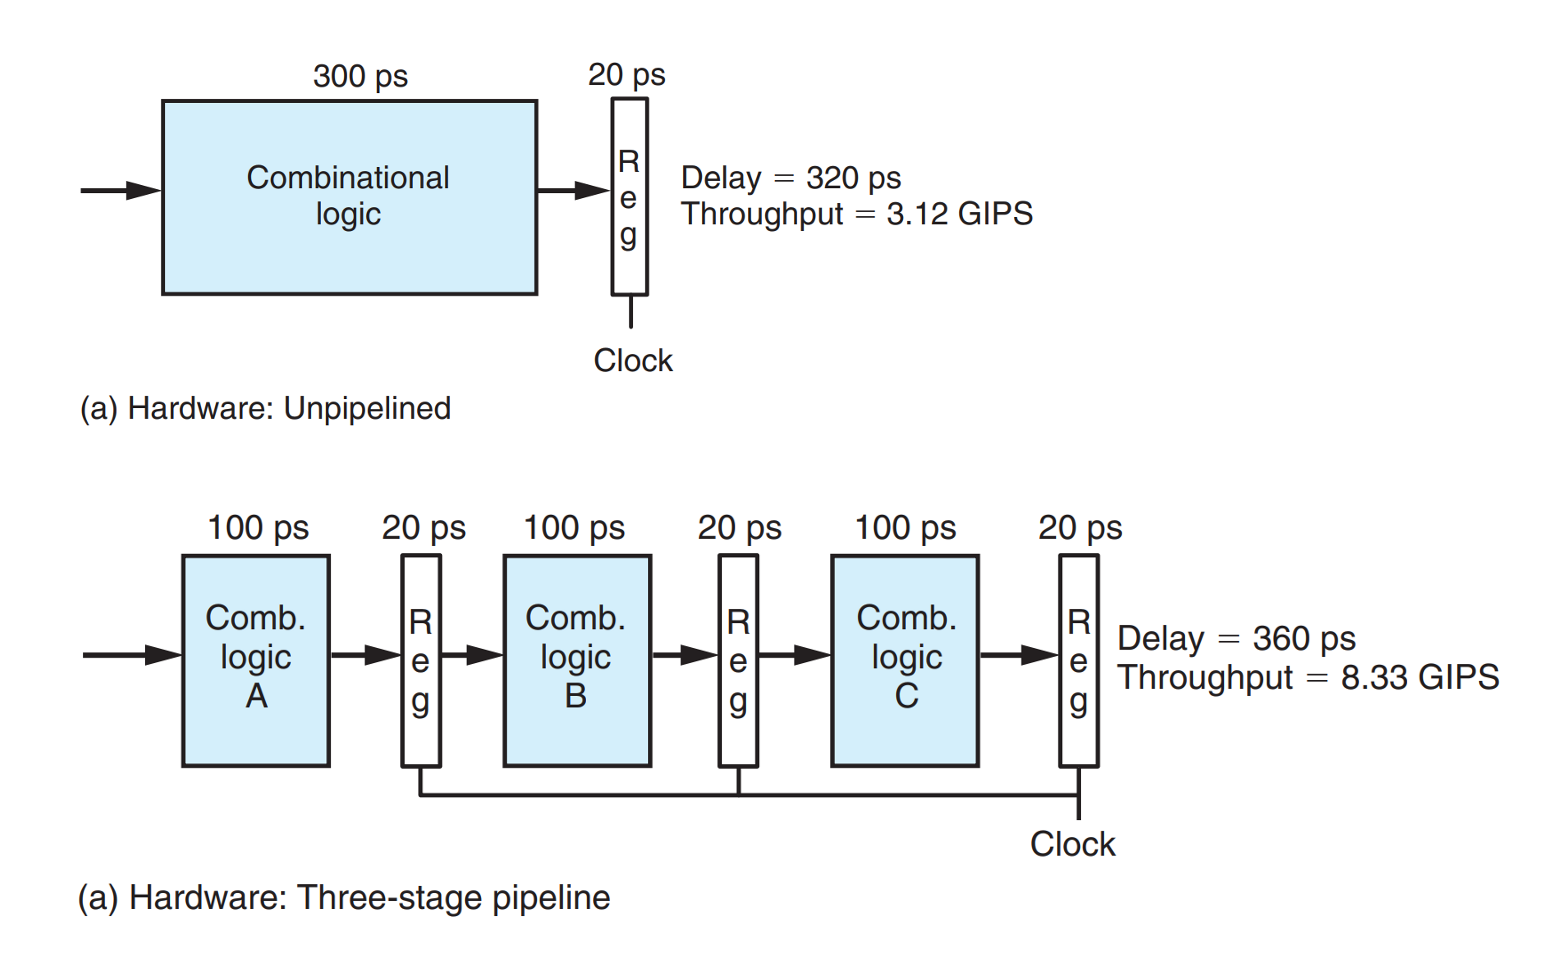 300 ps
20 ps
Combinational
logic
R
e
g
Delay = 320 ps
Throughput = 3.12 GIPS
Clock
(a) Hardware: Unpipelined
100 ps
20 ps
100 ps
20 ps
100 ps
20 ps
Comb.
logic
A
R
e
g
Comb.
logic
B
R
e
g
Comb.
logic
C
R
e
g
Delay = 360 ps
Throughput = 8.33 GIPS
Clock
(a) Hardware: Three-stage pipeline